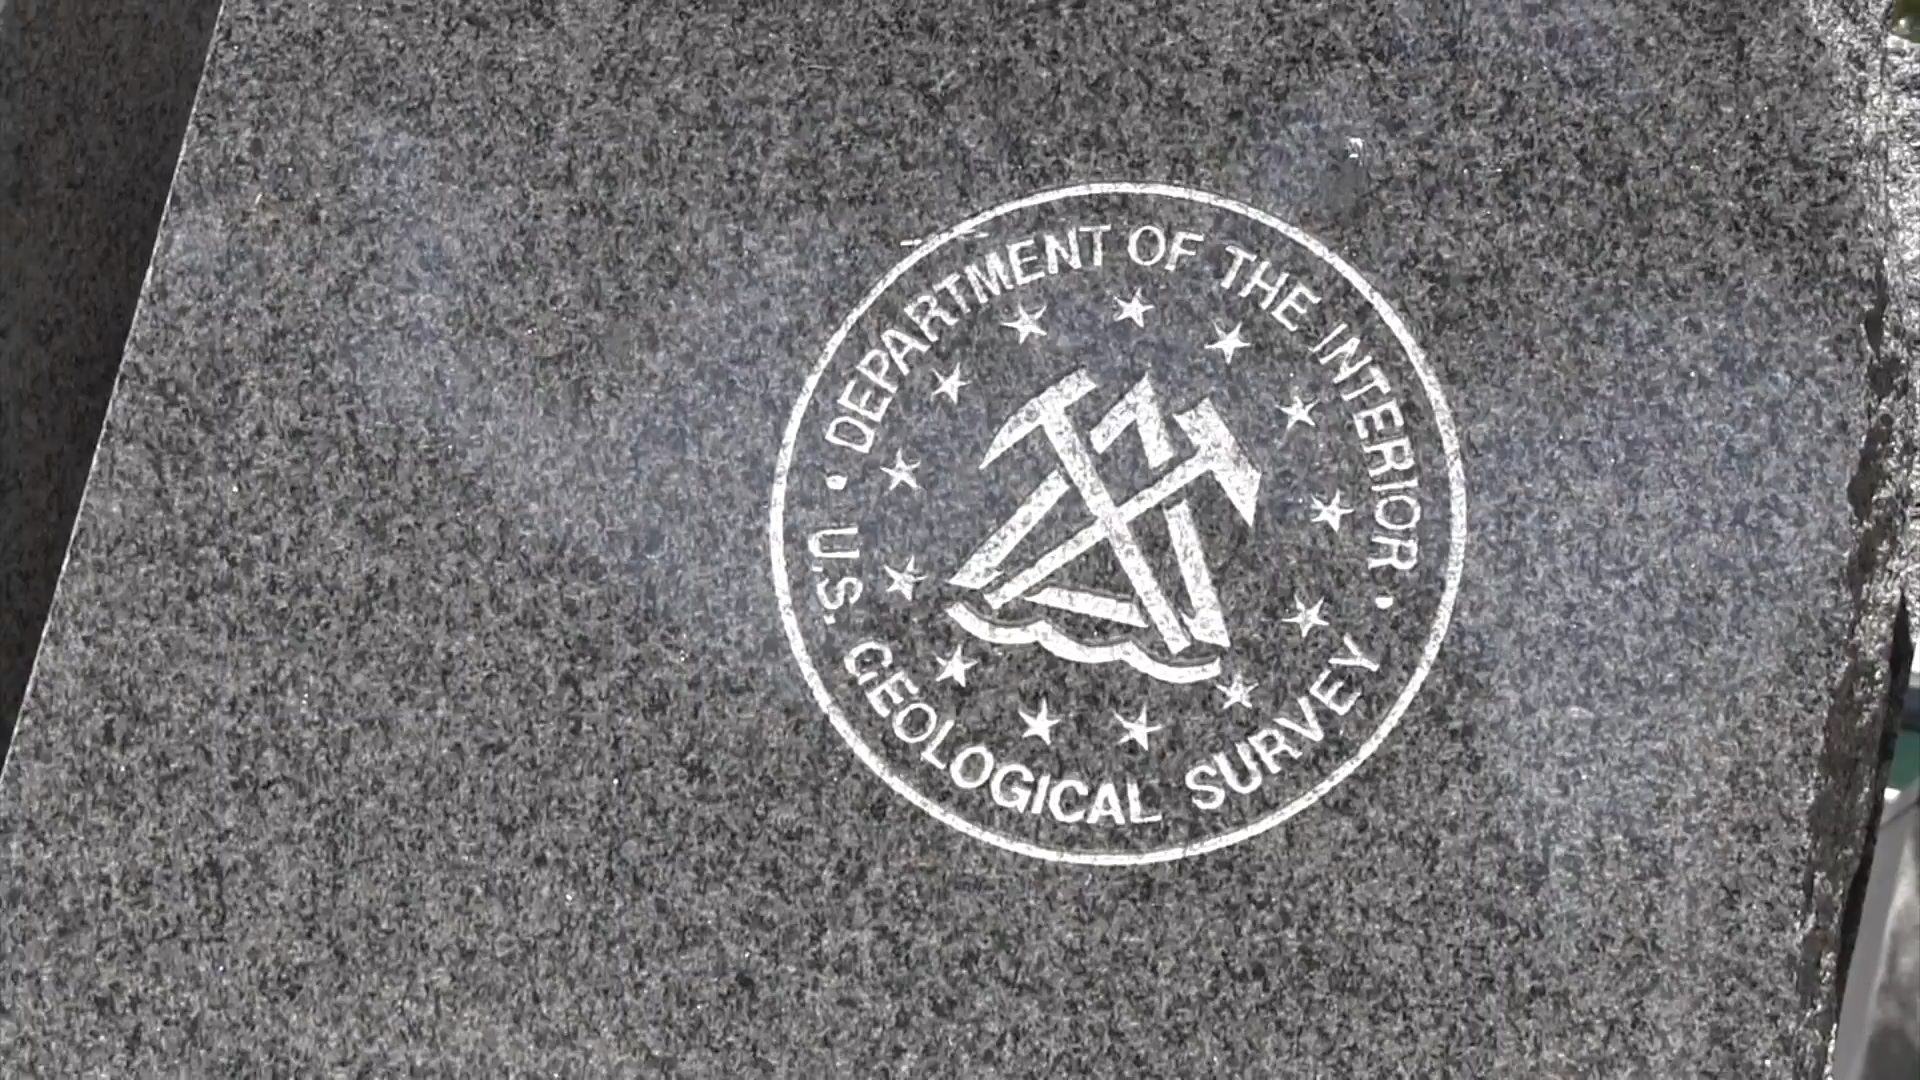 • DEPARTMENT OF THE INTERIOR •
U.S. GEOLOGICAL SURVEY